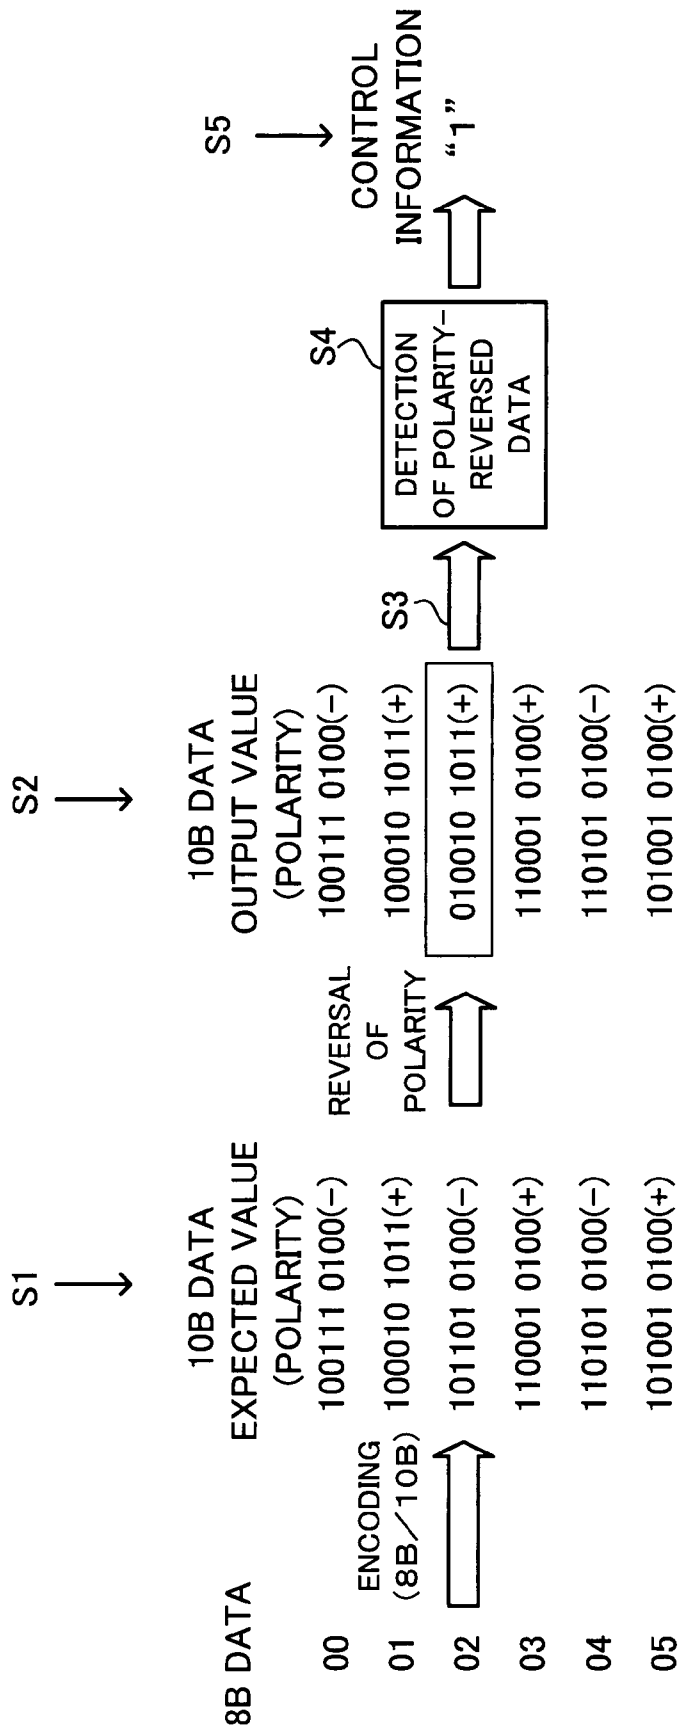 S1
S2
S5
8B DATA
00
01
02
03
04
05
ENCODING
(8B/10B)
10B DATA
EXPECTED VALUE
(POLARITY)
100111 0100(-)
100010 1011(+)
101101 0100(-)
110001 0100(+)
110101 0100(-)
101001 0100(+)
REVERSAL
OF
POLARITY
10B DATA
OUTPUT VALUE
(POLARITY)
100111 0100(-)
100010 1011(+)
010010 1011(+)
110001 0100(+)
110101 0100(-)
101001 0100(+)
S3
S4
DETECTION
OF POLARITY-
REVERSED
DATA
CONTROL
INFORMATION
“1”